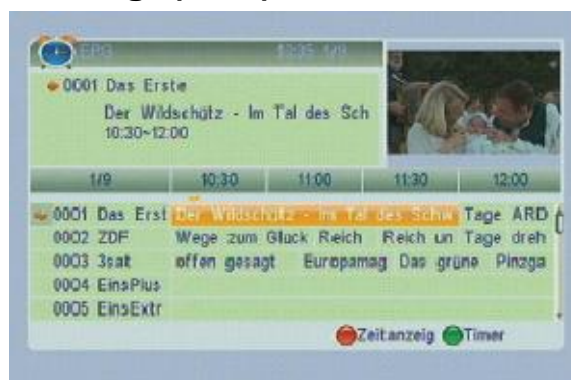 EPG
0001 Das Erste
Der Wildschütz - Im Tal des Sch
10:30~12:00
1/9 10:30 11:00 11:30 12:00
0001 Das Erst Der Wildschütz - Im Tal des Schw Tage ARD
0002 ZDF Wege zum Glück Reich Reich un Tage dreh
0003 3sat offen gesagt Europamag Das grüne Pinzga
0004 EinsPlus
0005 EinsExtr
Zeitanzeig Timer